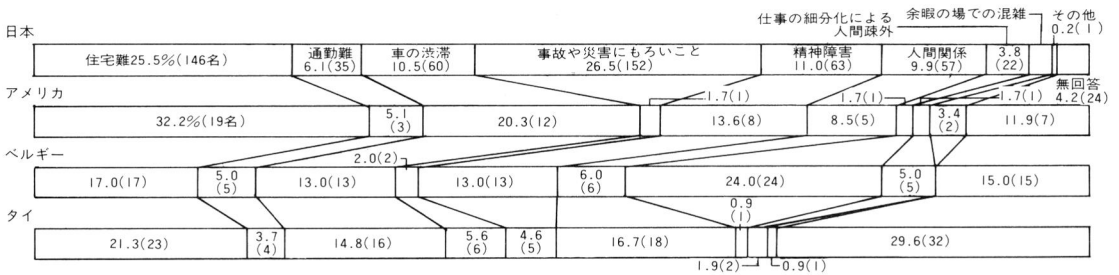 仕事の細分化による
人間疎外
余暇の場での混雑
その他
0.2(1)
日本
住宅難25.5%(146名)
通勤難
6.1(35)
車の渋滞
10.5(60)
事故や災害にもろいこと
26.5(152)
精神障害
11.0(63)
人間関係
9.9(57)
3.8
(22)
無回答
4.2(24)
アメリカ
1.7(1)
1.7(1)
1.7(1)
32.2%(19名)
5.1
(3)
20.3(12)
13.6(8)
8.5(5)
3.4
(2)
11.9(7)
ベルギー
2.0(2)
17.0(17)
5.0
(5)
13.0(13)
13.0(13)
6.0
(6)
24.0(24)
5.0
(5)
15.0(15)
タイ
0.9
(1)
21.3(23)
3.7
(4)
14.8(16)
5.6
(6)
4.6
(5)
16.7(18)
29.6(32)
1.9(2)
0.9(1)